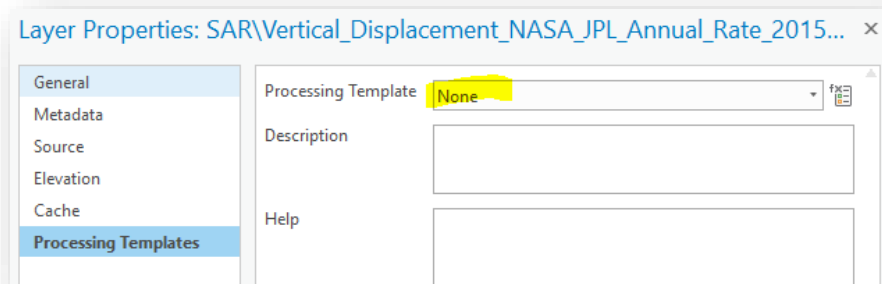 Layer Properties: SAR\Vertical_Displacement_NASA_JPL_Annual_Rate_2015... ×
General
Metadata
Source
Elevation
Cache
Processing Templates
Processing Template None
Description
Help